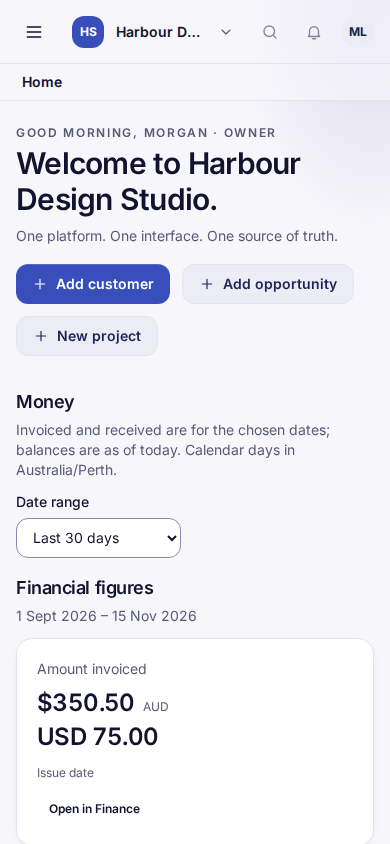 HS Harbour D... ML
Home
GOOD MORNING, MORGAN · OWNER
Welcome to Harbour
Design Studio.
One platform. One interface. One source of truth.
+ Add customer
+ Add opportunity
+ New project
Money
Invoiced and received are for the chosen dates;
balances are as of today. Calendar days in
Australia/Perth.
Date range
Last 30 days
Financial figures
1 Sept 2026 – 15 Nov 2026
Amount invoiced
$350.50 AUD
USD 75.00
Issue date
Open in Finance